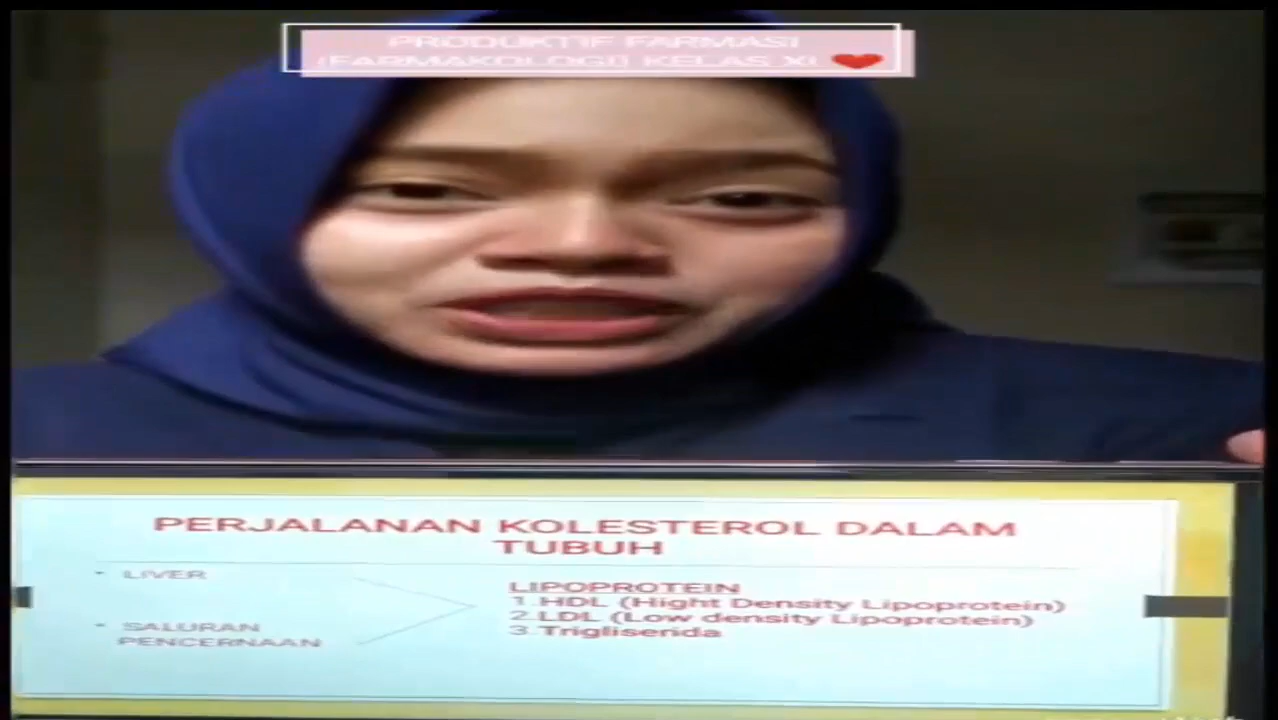 PRODUKTIF FARMASI
(FARMAKOLOGI) KELAS XI
PERJALANAN KOLESTEROL DALAM
TUBUH
• LIVER
• SALURAN
PENCERNAAN
LIPOPROTEIN
1. HDL (Hight Density Lipoprotein)
2. LDL (Low density Lipoprotein)
3. Trigliserida